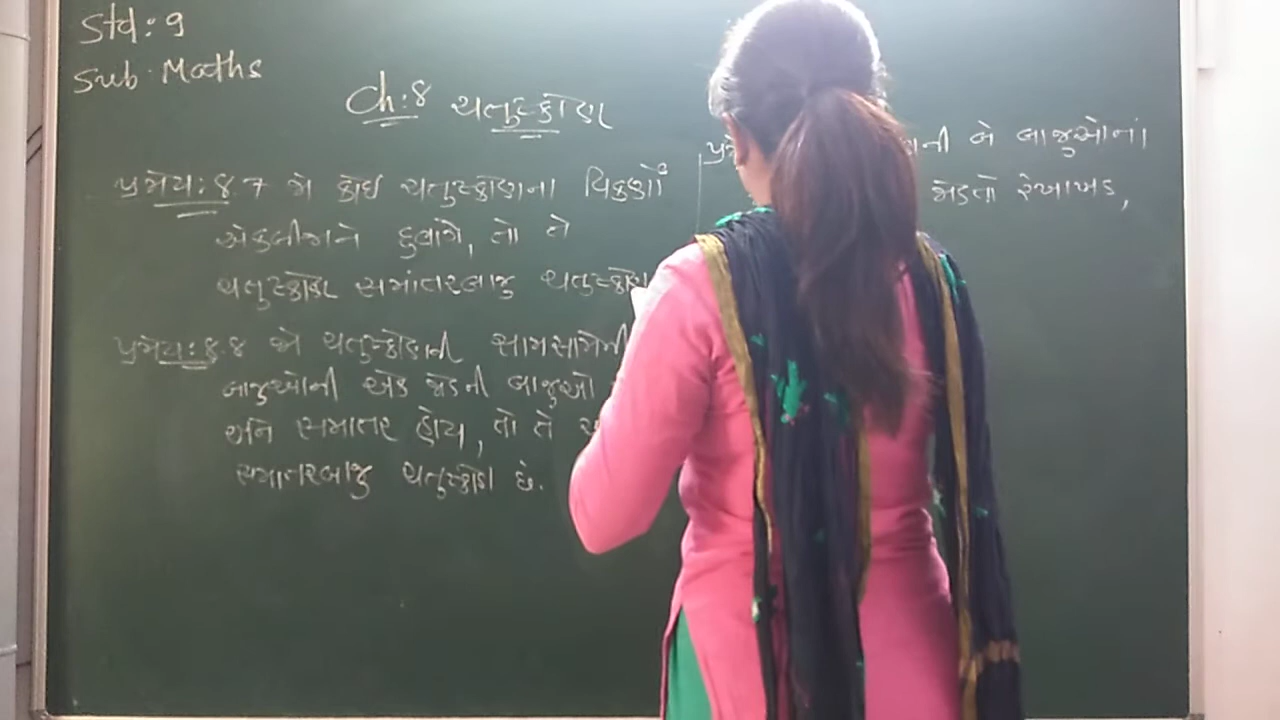 Std: 9
Sub. Maths
Ch: 8 ચતુષ્કોણ
પ્રમેય: 8.7 જો કોઈ ચતુષ્કોણના વિકર્ણો
એકબીજાને દુભાગે, તો તે
ચતુષ્કોણ સમાંતરબાજુ
પ્રમેય: 8.8 જો ચતુષ્કોણની સામસામેની
બાજુઓની એક જોડની બાજુઓ
અને સમાતર હોય, તો તે
સમાતરબાજુ ચતુષ્કોણ છે.
ની બે બાજુઓનાં
જોડતો રેખાખંડ,